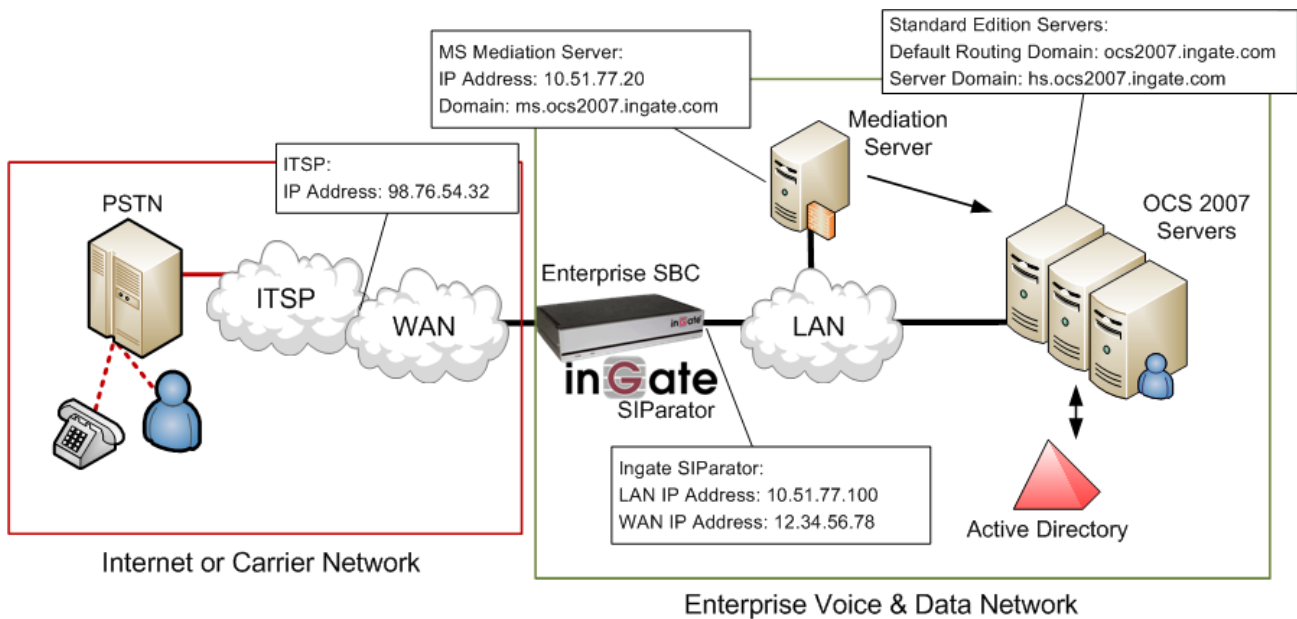 Standard Edition Servers:
Default Routing Domain: ocs2007.ingate.com
Server Domain: hs.ocs2007.ingate.com
MS Mediation Server:
IP Address: 10.51.77.20
Domain: ms.ocs2007.ingate.com
Mediation
Server
ITSP:
IP Address: 98.76.54.32
PSTN
OCS 2007
Servers
Enterprise SBC
ITSP
WAN
inGate
LAN
inGate
SIParator
Ingate SIParator:
LAN IP Address: 10.51.77.100
WAN IP Address: 12.34.56.78
Active Directory
Internet or Carrier Network
Enterprise Voice & Data Network